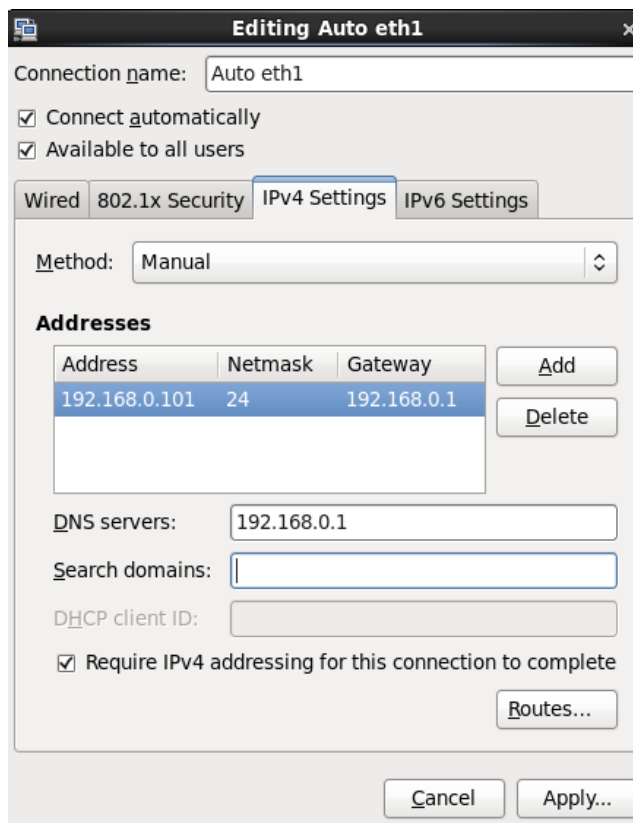 Editing Auto eth1
Connection name: Auto eth1
Connect automatically
Available to all users
Wired 802.1x Security IPv4 Settings IPv6 Settings
Method: Manual
Addresses
Address Netmask Gateway Add
192.168.0.101 24 192.168.0.1
Delete
DNS servers: 192.168.0.1
Search domains:
DHCP client ID:
Require IPv4 addressing for this connection to complete
Routes...
Cancel Apply...